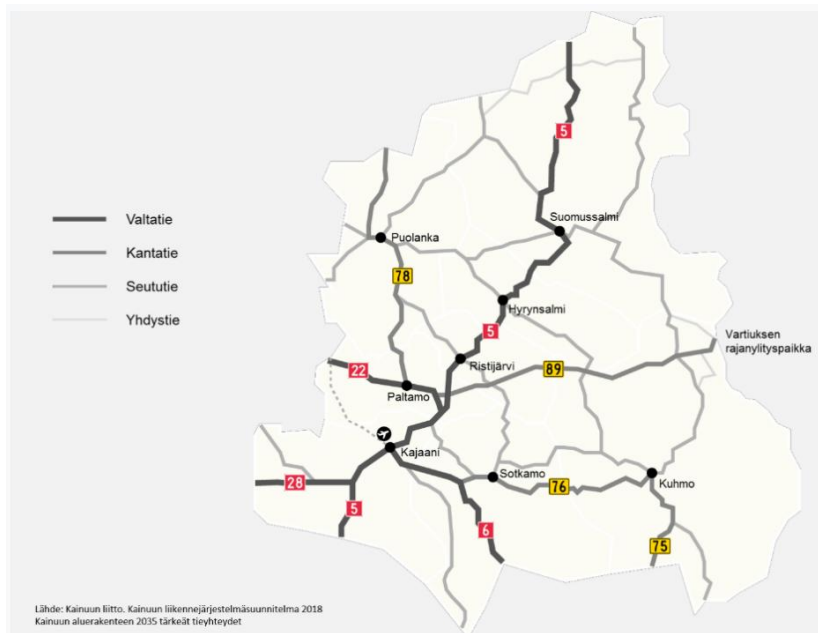 5
Suomussalmi
Valtatie
Puolanka
Kantatie
78
Seututie
Hyrynsalmi
Yhdystie
5
Vartiuksen
rajanylityspaikka
Ristijärvi
22
89
Paltamo
Kajaani
Sotkamo
Kuhmo
28
76
5
6
75
Lähde: Kainuun liitto. Kainuun liikennejärjestelmäsuunnitelma 2018
Kainuun aluerakenteen 2035 tärkeät tieyhteydet